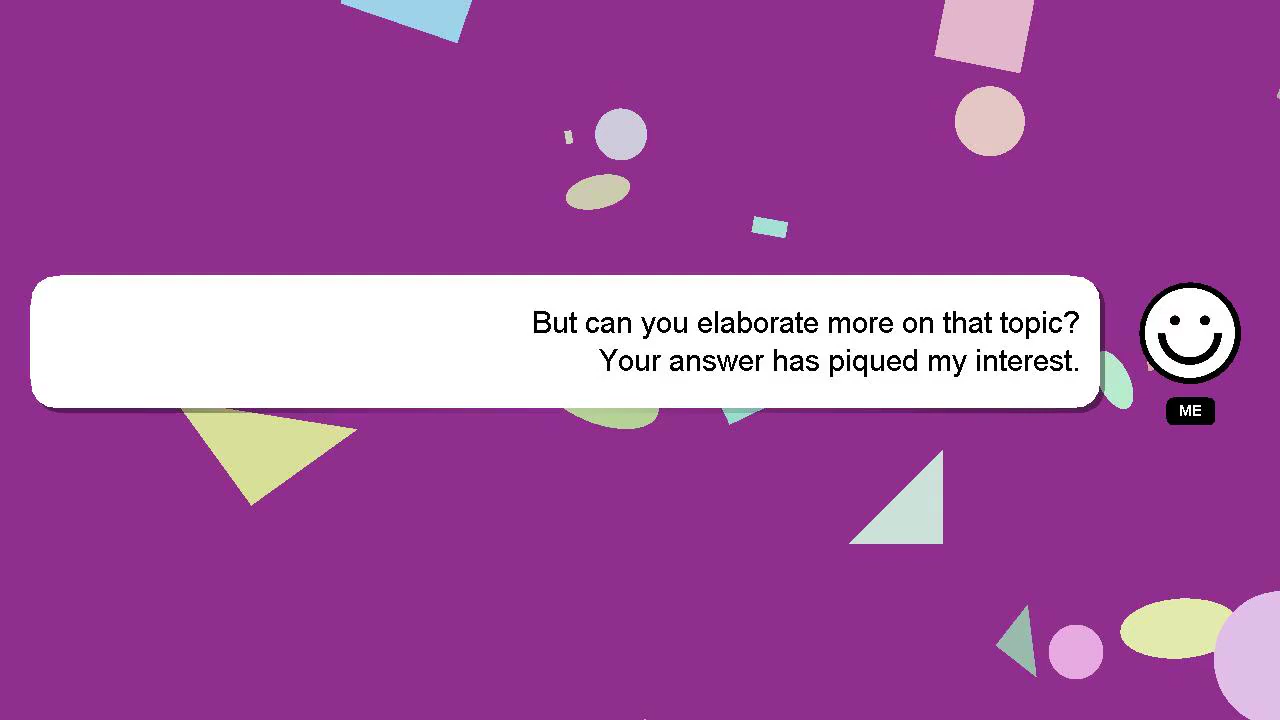 But can you elaborate more on that topic?
Your answer has piqued my interest.
ME